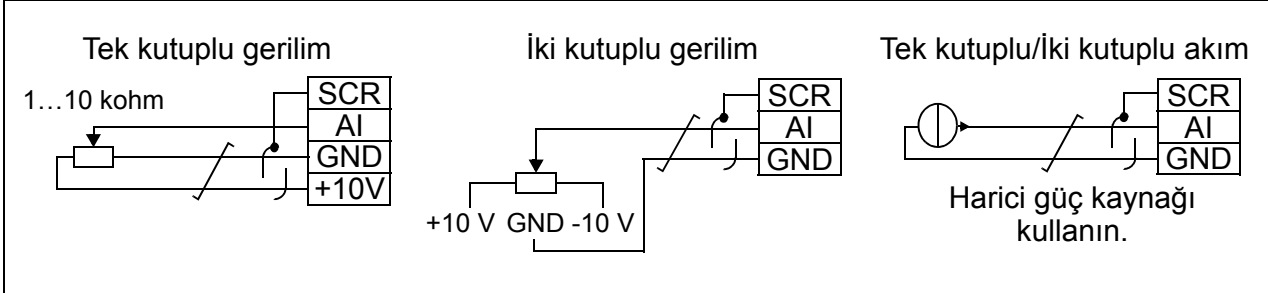 Tek kutuplu gerilim
1…10 kohm
SCR
AI
GND
+10V
İki kutuplu gerilim
SCR
AI
GND
+10 V GND -10 V
Tek kutuplu/İki kutuplu akım
SCR
AI
GND
Harici güç kaynağı
kullanın.